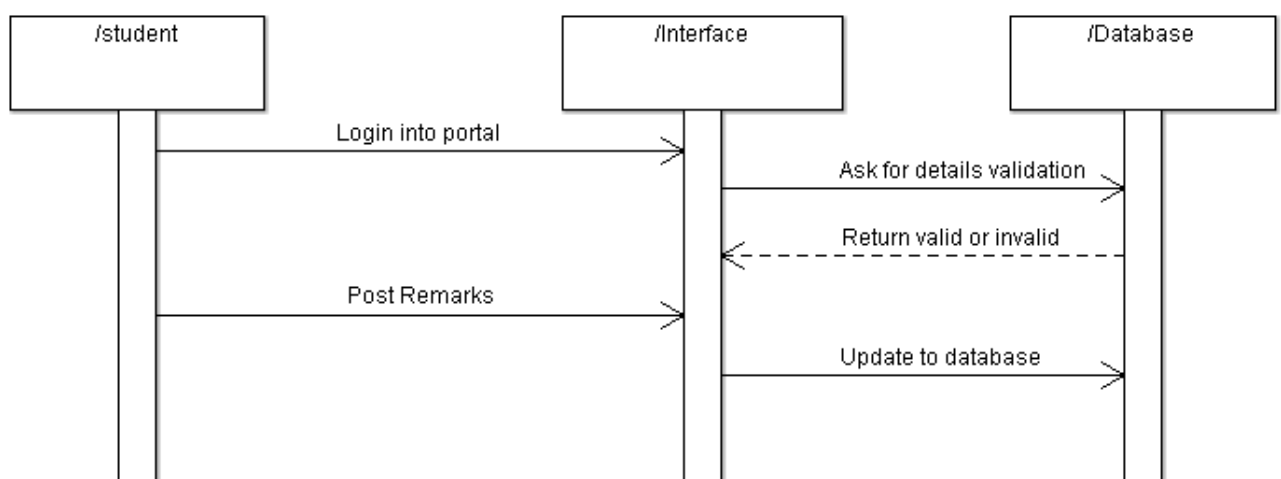 /student
/Interface
/Database
Login into portal
Ask for details validation
Return valid or invalid
Post Remarks
Update to database